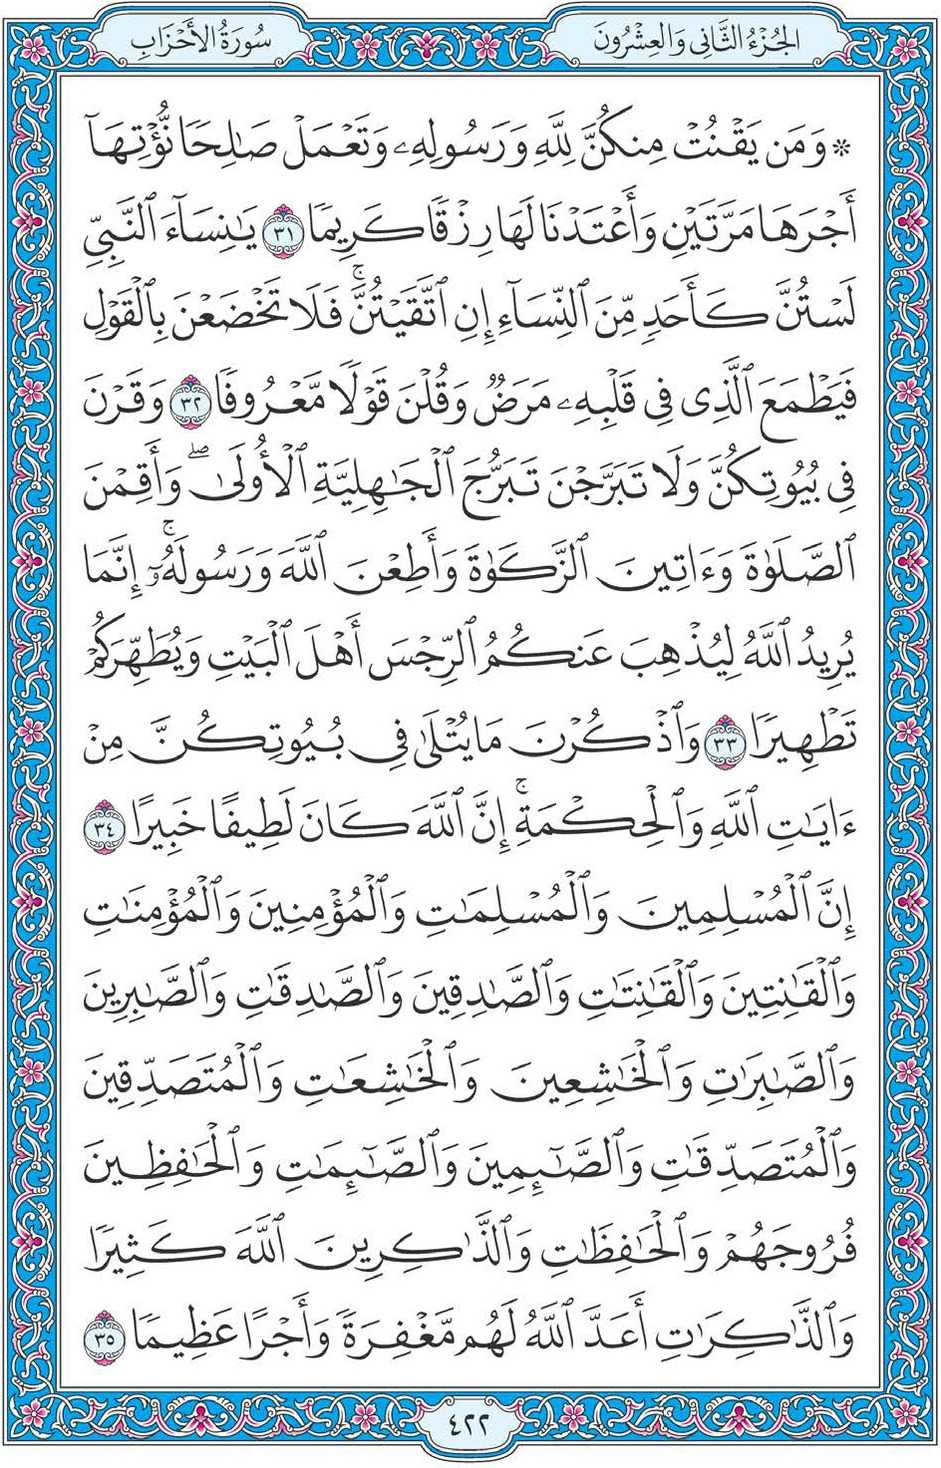 سُورَةُ الأَحْزَابِ
الجُزْءُ الثَّانِي وَالعِشْرُونَ
۞ وَمَن يَقْنُتْ مِنكُنَّ لِلَّهِ وَرَسُولِهِۦ وَتَعْمَلْ صَـٰلِحًا نُّؤْتِهَآ
أَجْرَهَا مَرَّتَيْنِ وَأَعْتَدْنَا لَهَا رِزْقًا كَرِيمًا ٣١ يَـٰنِسَآءَ ٱلنَّبِيِّ
لَسْتُنَّ كَأَحَدٍ مِّنَ ٱلنِّسَآءِ إِنِ ٱتَّقَيْتُنَّ ۚ فَلَا تَخْضَعْنَ بِٱلْقَوْلِ
فَيَطْمَعَ ٱلَّذِى فِى قَلْبِهِۦ مَرَضٌ وَقُلْنَ قَوْلًا مَّعْرُوفًا ٣٢ وَقَرْنَ
فِى بُيُوتِكُنَّ وَلَا تَبَرَّجْنَ تَبَرُّجَ ٱلْجَـٰهِلِيَّةِ ٱلْأُولَىٰ ۖ وَأَقِمْنَ
ٱلصَّلَوٰةَ وَءَاتِينَ ٱلزَّكَوٰةَ وَأَطِعْنَ ٱللَّهَ وَرَسُولَهُۥٓ ۚ إِنَّمَا
يُرِيدُ ٱللَّهُ لِيُذْهِبَ عَنكُمُ ٱلرِّجْسَ أَهْلَ ٱلْبَيْتِ وَيُطَهِّرَكُمْ
تَطْهِيرًا ٣٣ وَٱذْكُرْنَ مَا يُتْلَىٰ فِى بُيُوتِكُنَّ مِنْ
ءَايَـٰتِ ٱللَّهِ وَٱلْحِكْمَةِ ۚ إِنَّ ٱللَّهَ كَانَ لَطِيفًا خَبِيرًا ٣٤
إِنَّ ٱلْمُسْلِمِينَ وَٱلْمُسْلِمَـٰتِ وَٱلْمُؤْمِنِينَ وَٱلْمُؤْمِنَـٰتِ
وَٱلْقَـٰنِتِينَ وَٱلْقَـٰنِتَـٰتِ وَٱلصَّـٰدِقِينَ وَٱلصَّـٰدِقَـٰتِ وَٱلصَّـٰبِرِينَ
وَٱلصَّـٰبِرَٰتِ وَٱلْخَـٰشِعِينَ وَٱلْخَـٰشِعَـٰتِ وَٱلْمُتَصَدِّقِينَ
وَٱلْمُتَصَدِّقَـٰتِ وَٱلصَّـٰٓئِمِينَ وَٱلصَّـٰٓئِمَـٰتِ وَٱلْحَـٰفِظِينَ
فُرُوجَهُمْ وَٱلْحَـٰفِظَـٰتِ وَٱلذَّٰكِرِينَ ٱللَّهَ كَثِيرًا
وَٱلذَّٰكِرَٰتِ أَعَدَّ ٱللَّهُ لَهُم مَّغْفِرَةً وَأَجْرًا عَظِيمًا ٣٥
٤٢٢